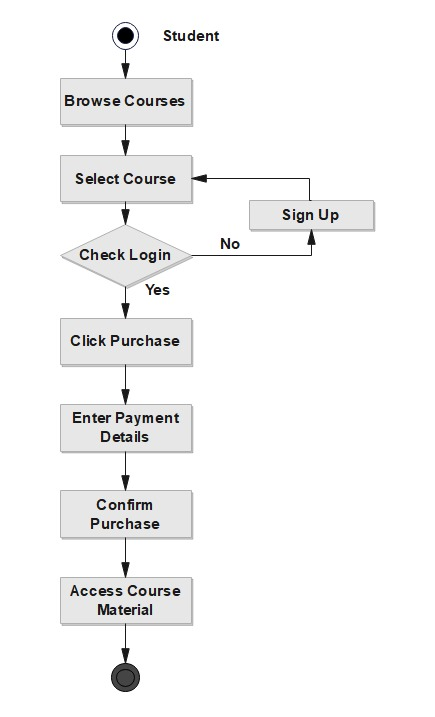 Student
Browse Courses
Select Course
Sign Up
Check Login
No
Yes
Click Purchase
Enter Payment
Details
Confirm
Purchase
Access Course
Material